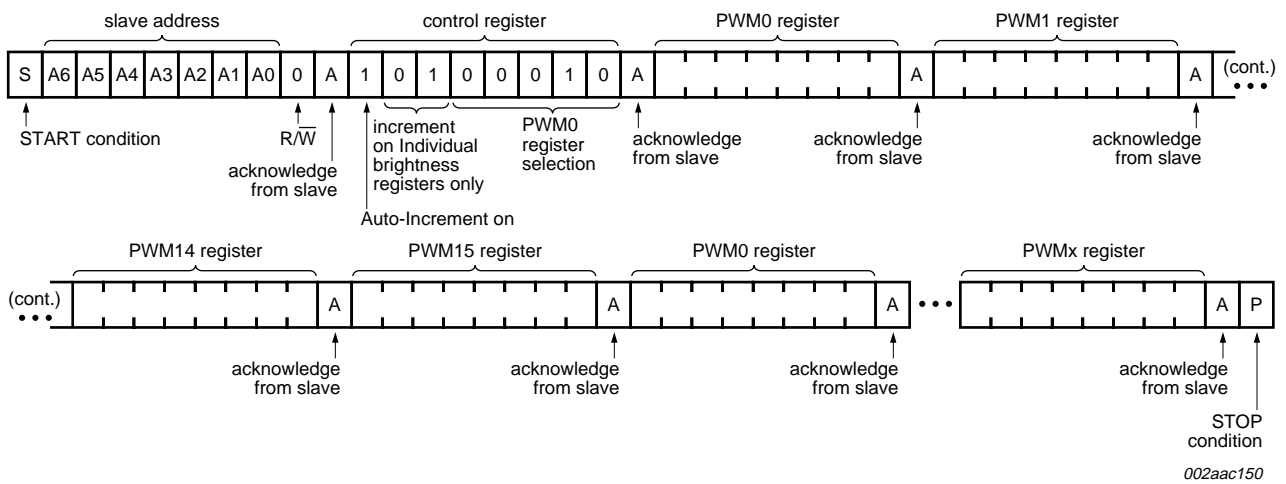 slave address control register PWM0 register PWM1 register
S A6 A5 A4 A3 A2 A1 A0 0 A 1 0 1 0 0 0 1 0 A A A (cont.)
START condition R/W̅ increment PWM0 acknowledge acknowledge acknowledge
on Individual register from slave from slave from slave
acknowledge brightness selection
from slave registers only
Auto-Increment on
PWM14 register PWM15 register PWM0 register PWMx register
(cont.) A A A A P
acknowledge acknowledge acknowledge acknowledge
from slave from slave from slave from slave
STOP
condition
002aac150